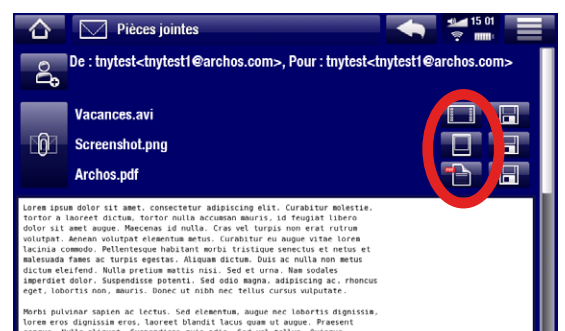 Pièces jointes
15 01
De : tnytest<tnytest1@archos.com>, Pour : tnytest<tnytest1@archos.com>
Vacances.avi
Screenshot.png
Archos.pdf
Lorem ipsum dolor sit amet, consectetur adipiscing elit. Curabitur molestie,
tortor a laoreet dictum, tortor nulla accumsan mauris, id feugiat libero
dolor sit amet augue. Maecenas id nulla. Cras vel turpis non erat rutrum
volutpat. Aenean volutpat elementum metus. Curabitur eu augue vitae lorem
lacinia commodo. Pellentesque habitant morbi tristique senectus et netus et
malesuada fames ac turpis egestas. Aliquam dictum. Duis ac nulla non metus
dictum eleifend. Nulla pretium mattis nisi. Sed et urna. Nam sodales
imperdiet dolor. Suspendisse potenti. Sed odio magna, adipiscing ac, rhoncus
eget, lobortis non, mauris. Donec ut nibh nec tellus cursus vulputate.
Morbi pulvinar sapien ac lectus. Sed elementum, augue nec lobortis dignissim,
lorem eros dignissim eros, laoreet blandit lacus quam ut augue. Praesent